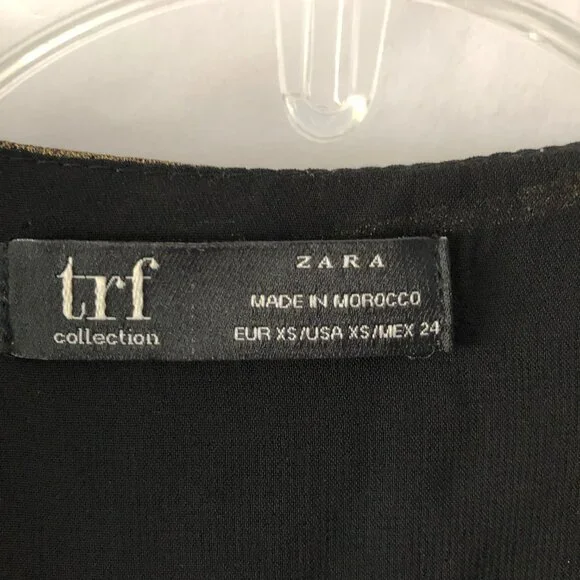 trf
collection
ZARA
MADE IN MOROCCO
EUR XS/USA XS/MEX 24